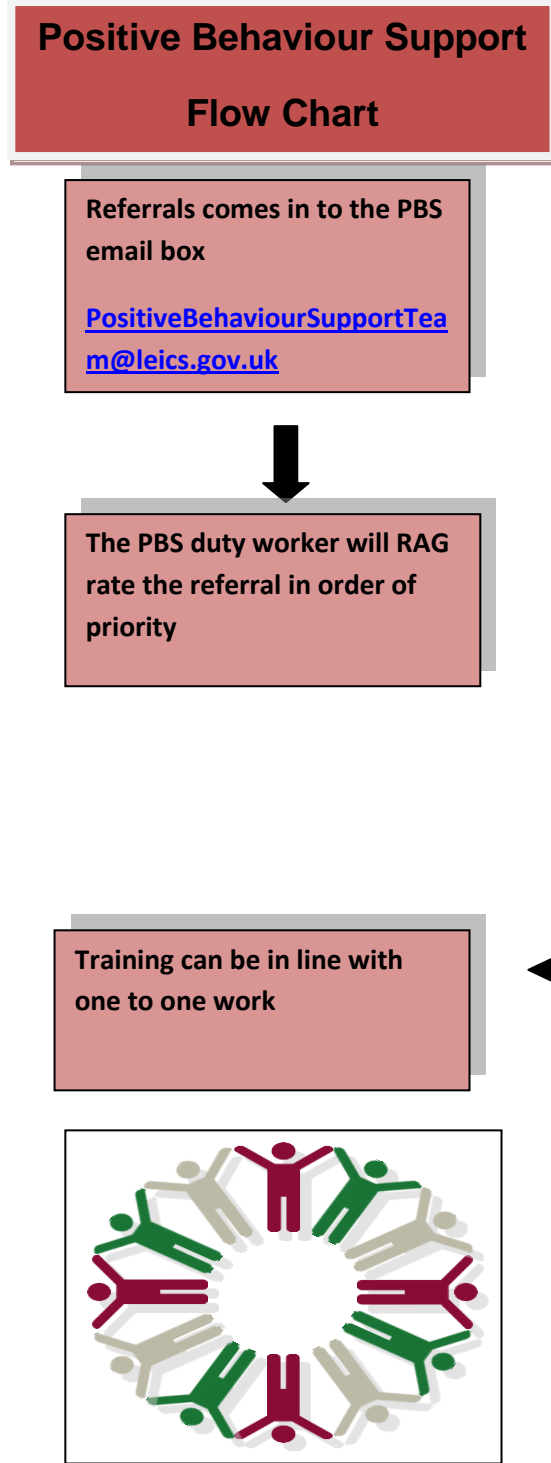 Positive Behaviour Support
Flow Chart
Referrals comes in to the PBS
email box
PositiveBehaviourSupportTea
m@leics.gov.uk
The PBS duty worker will RAG
rate the referral in order of
priority
Training can be in line with
one to one work